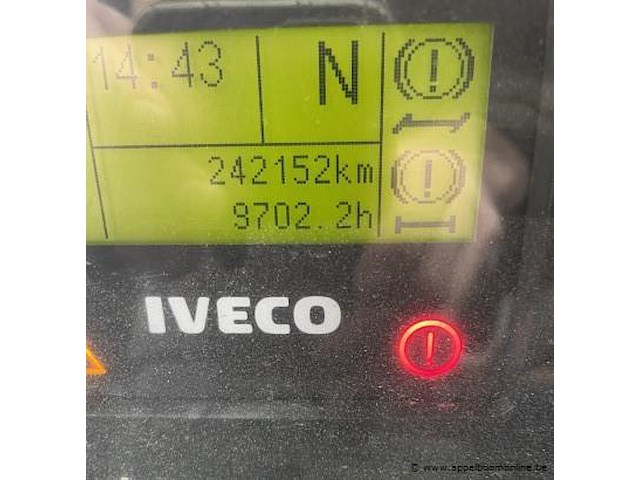 14:43 N
242152km
9702.2h
IVECO
© www.appelboomonline.be